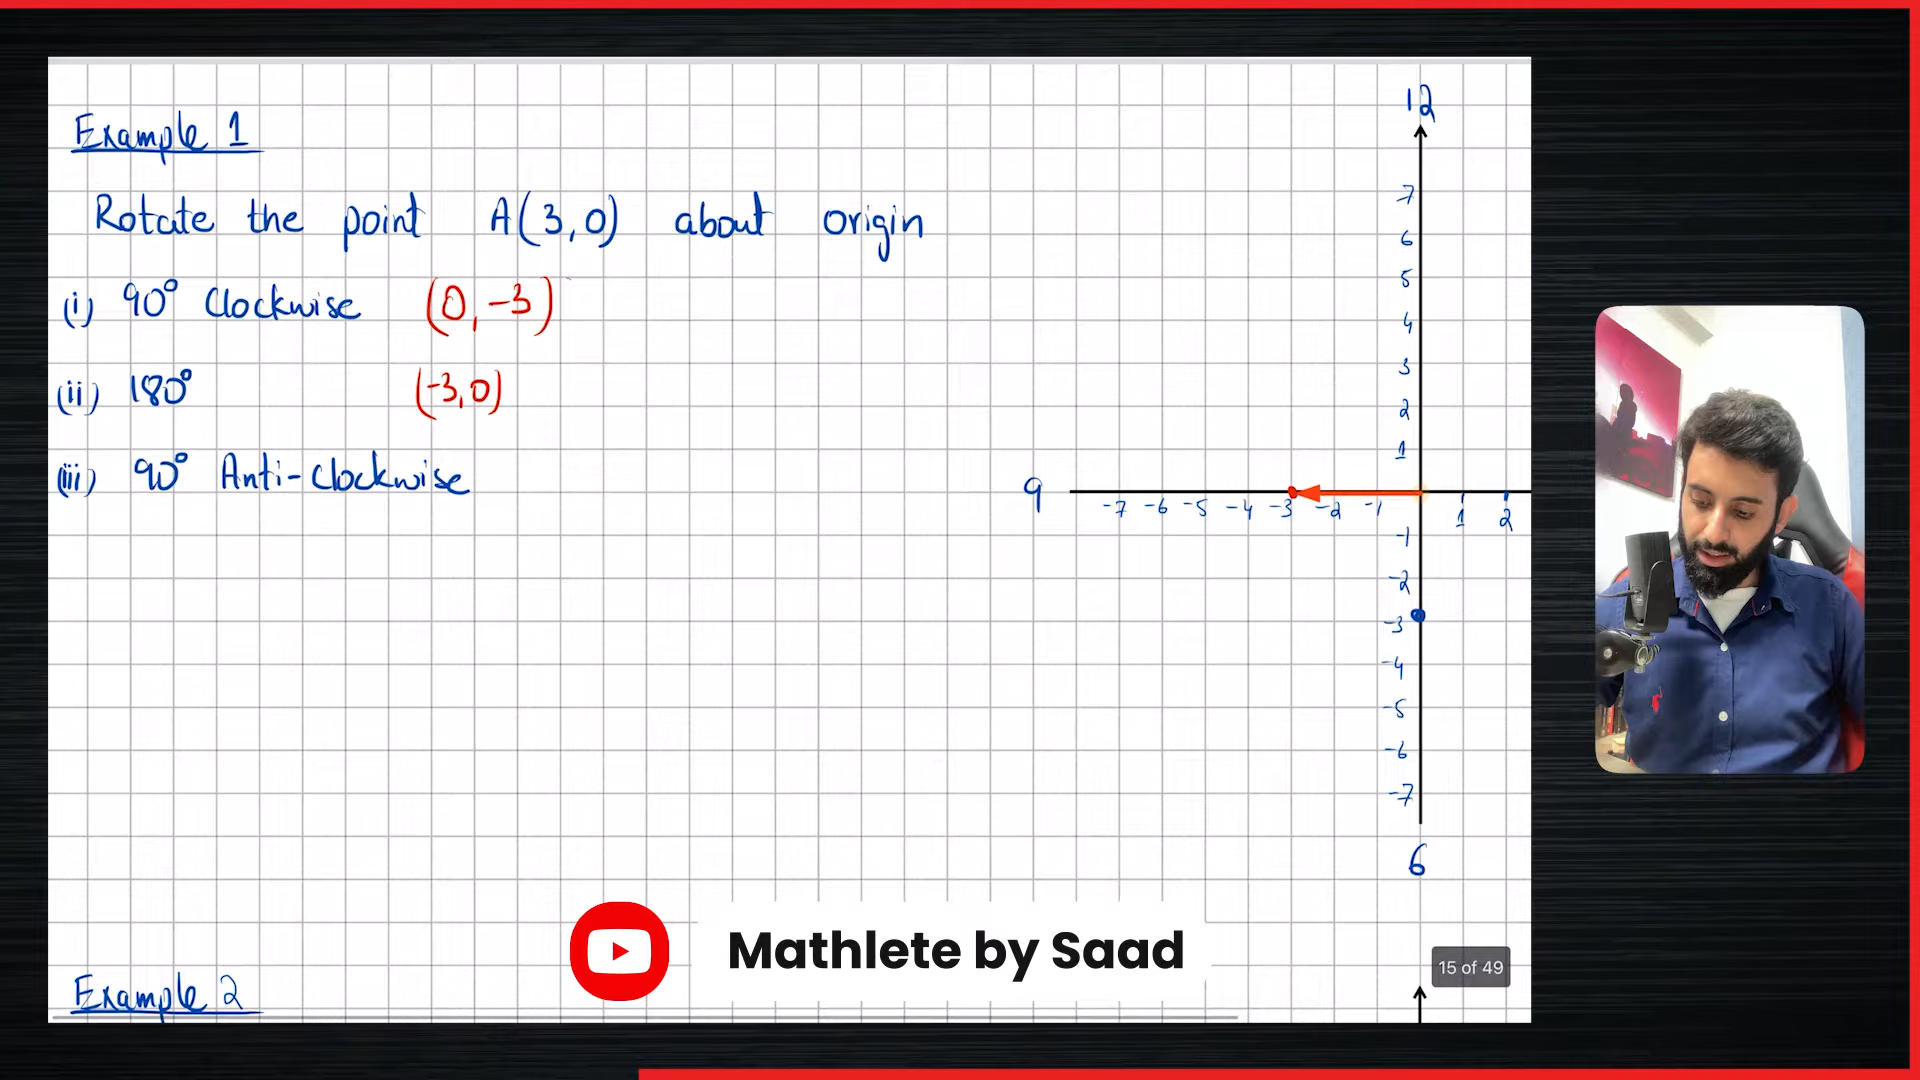 Example 1
Rotate the point A(3,0) about origin
(i) 90° Clockwise (0, -3)
(ii) 180° (-3,0)
(iii) 90° Anti-clockwise
12
7
6
5
4
3
2
1
9
-7 -6 -5 -4 -3 -2 -1 1 2
-1
-2
-3
-4
-5
-6
-7
6
Mathlete by Saad
15 of 49
Example 2